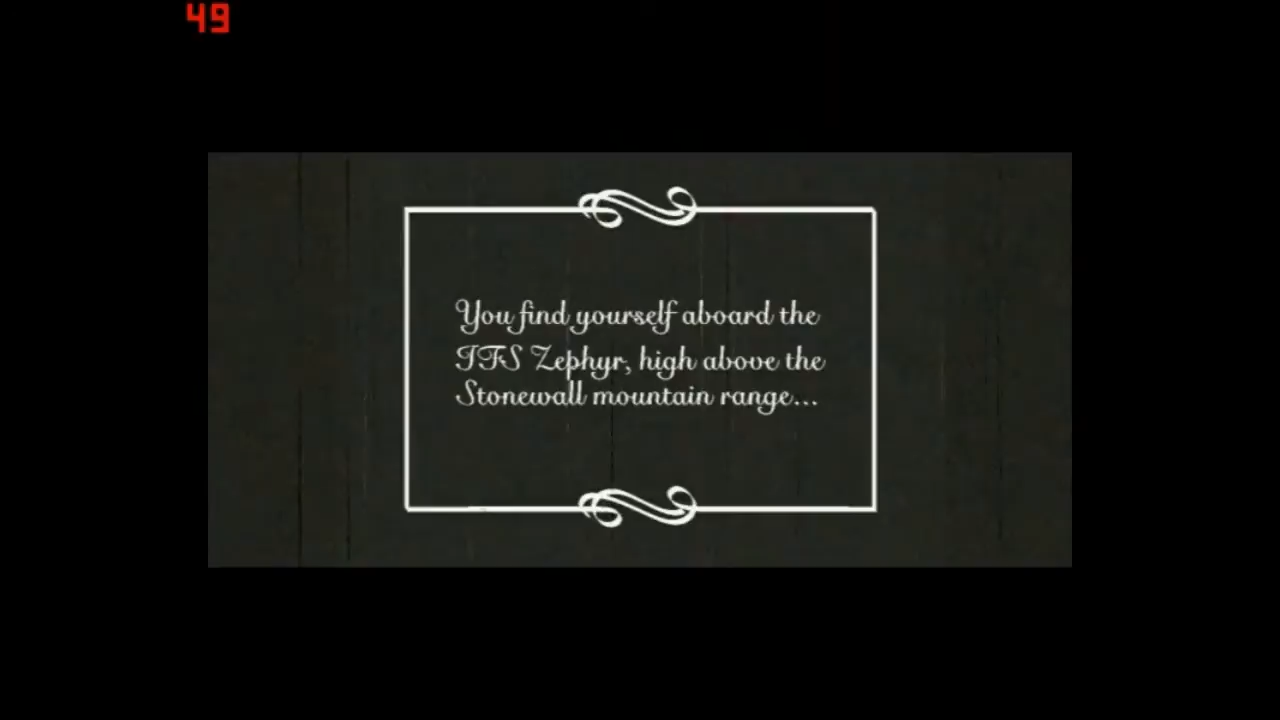 49
You find yourself aboard the
IFS Zephyr, high above the
Stonewall mountain range...